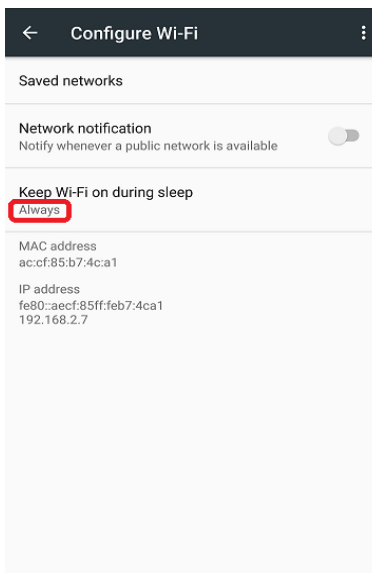 Configure Wi-Fi
Saved networks
Network notification
Notify whenever a public network is available
Keep Wi-Fi on during sleep
Always
MAC address
ac:cf:85:b7:4c:a1
IP address
fe80::aecf:85ff:feb7:4ca1
192.168.2.7